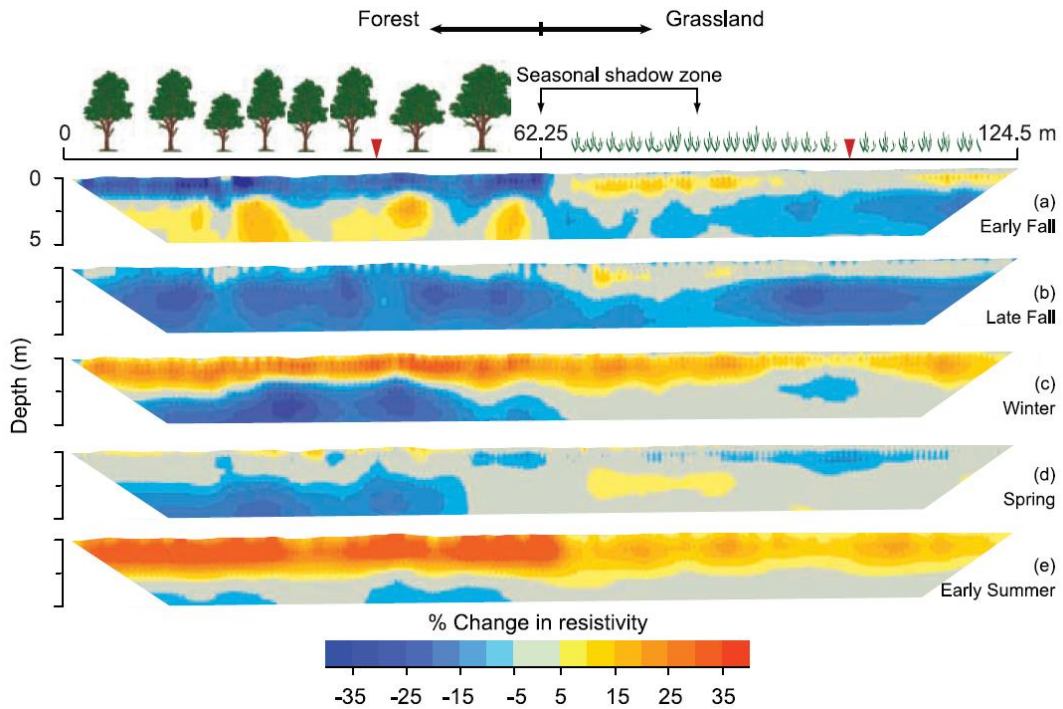 Forest Grassland
Seasonal shadow zone
0 62.25 124.5 m
0
5
(a)
Early Fall
(b)
Late Fall
Depth (m)
(c)
Winter
(d)
Spring
(e)
Early Summer
% Change in resistivity
-35 -25 -15 -5 5 15 25 35